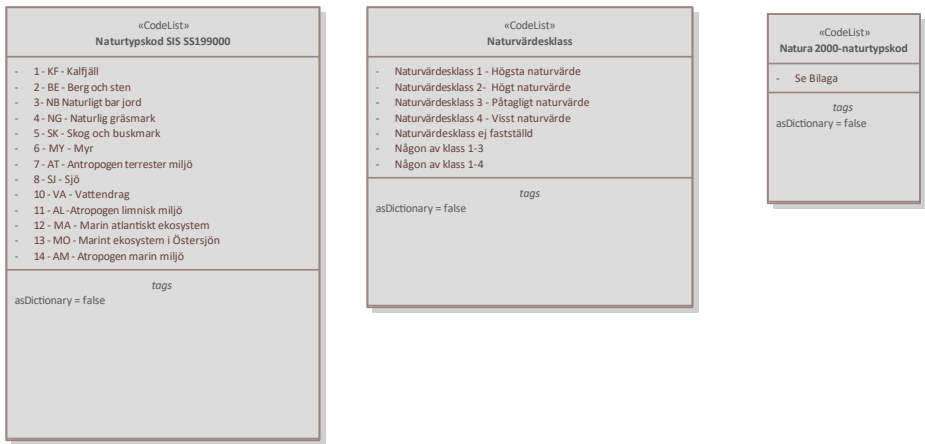 «CodeList»
Naturtypskod SIS SS199000
- 1 - KF - Kalfjäll
- 2 - BE - Berg och sten
- 3- NB Naturligt bar jord
- 4 - NG - Naturlig gräsmark
- 5 - SK - Skog och buskmark
- 6 - MY - Myr
- 7 - AT - Antropogen terrester miljö
- 8 - SJ - Sjö
- 10 - VA - Vattendrag
- 11 - AL -Atropogen limnisk miljö
- 12 - MA - Marin atlantiskt ekosystem
- 13 - MO - Marint ekosystem i Östersjön
- 14 - AM - Atropogen marin miljö
tags
asDictionary = false
«CodeList»
Naturvärdesklass
- Naturvärdesklass 1 - Högsta naturvärde
- Naturvärdesklass 2- Högt naturvärde
- Naturvärdesklass 3 - Påtagligt naturvärde
- Naturvärdesklass 4 - Visst naturvärde
- Naturvärdesklass ej fastställd
- Någon av klass 1-3
- Någon av klass 1-4
tags
asDictionary = false
«CodeList»
Natura 2000-naturtypskod
- Se Bilaga
tags
asDictionary = false